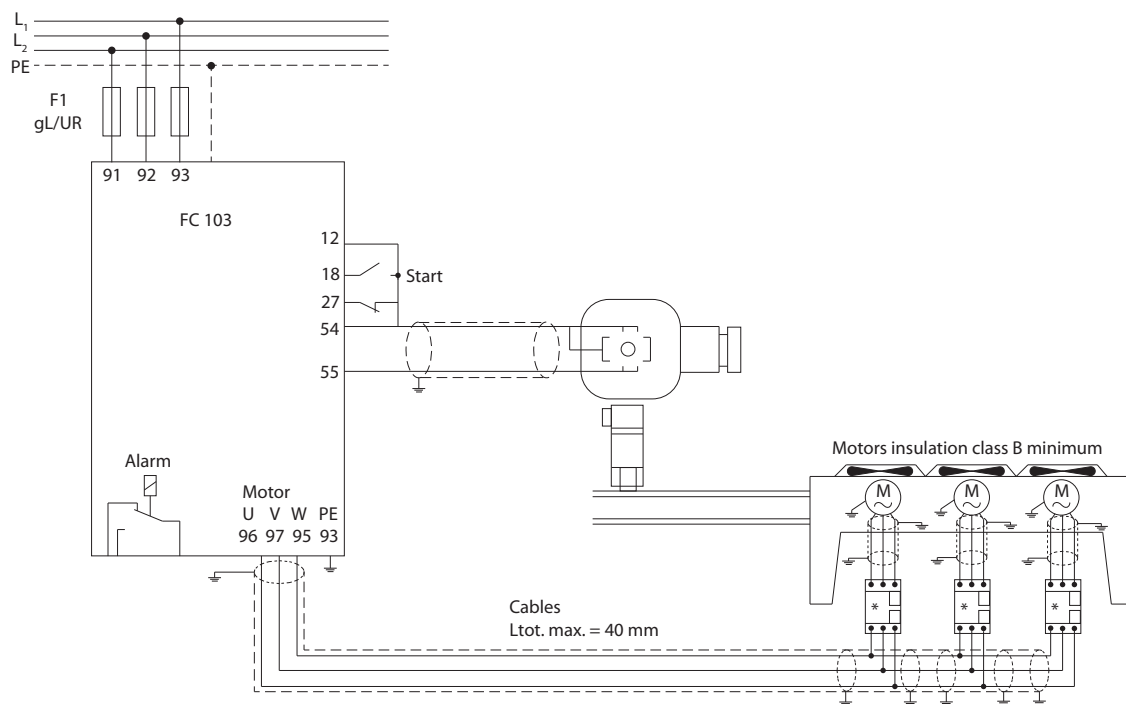 L1
L2
PE
F1
gL/UR
91 92 93
FC 103
12
18 Start
27
54
55
Motors insulation class B minimum
Alarm
Motor
U V W PE
96 97 95 93
M M M
* * *
Cables
Ltot. max. = 40 mm